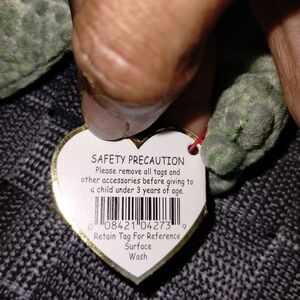 SAFETY PRECAUTION
Please remove all tags and
other accessories before giving to
a child under 3 years of age.
0 08421 04273 9
Retain Tag For Reference
Surface
Wash